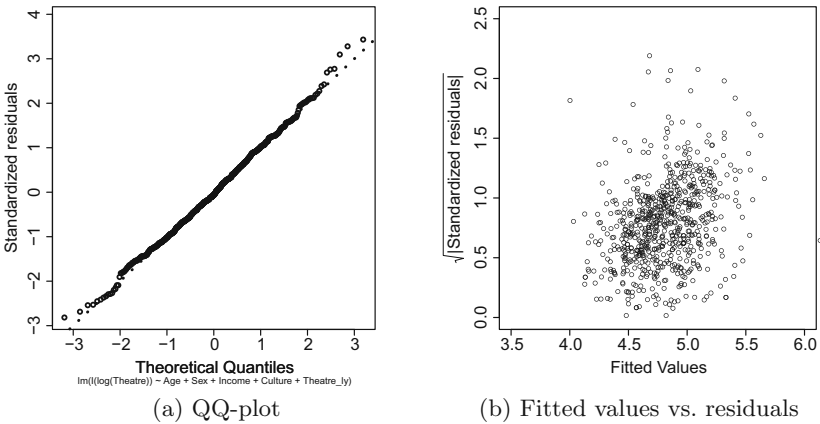 4
3
2
1
0
−1
−2
−3
Standardized residuals
−3 −2 −1 0 1 2 3
Theoretical Quantiles
lm(I(log(Theatre)) ~ Age + Sex + Income + Culture + Theatre_ly)
(a) QQ-plot
2.5
2.0
1.5
1.0
0.5
0.0
√|Standardized residuals|
3.5 4.0 4.5 5.0 5.5 6.0
Fitted Values
(b) Fitted values vs. residuals